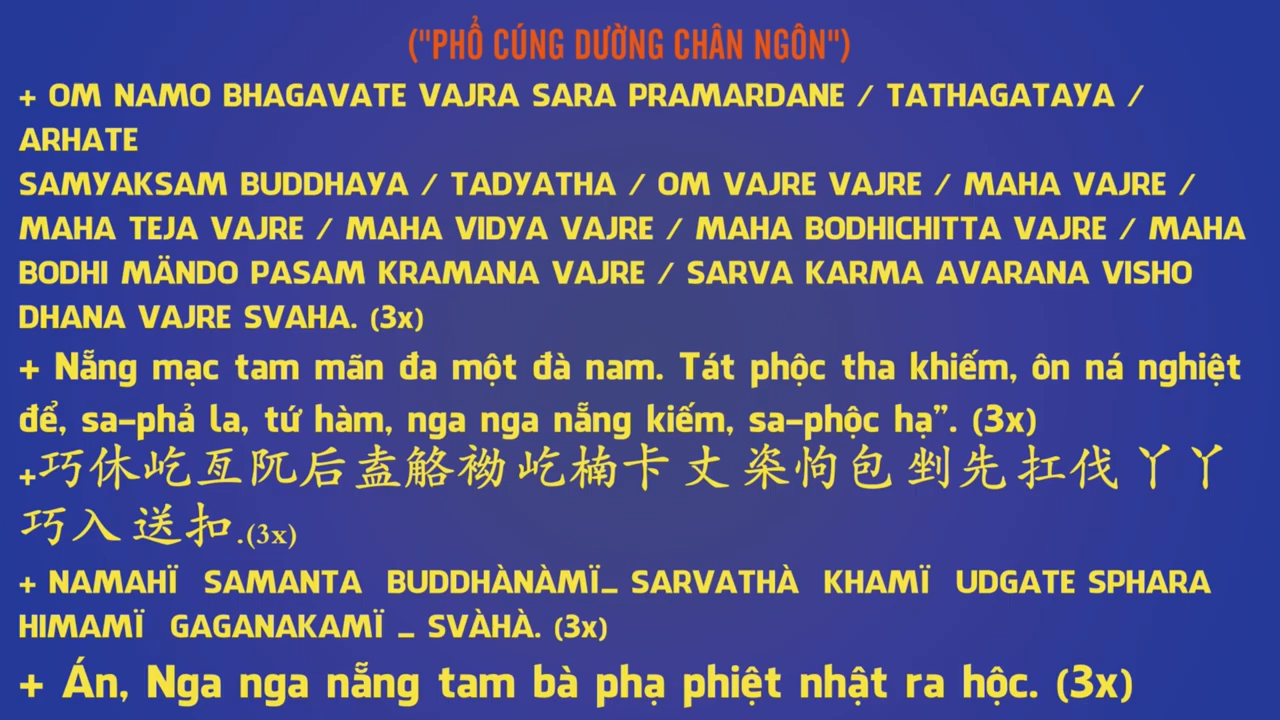 ("PHỔ CÚNG DƯỜNG CHÂN NGÔN")
+ OM NAMO BHAGAVATE VAJRA SARA PRAMARDANE / TATHAGATAYA /
ARHATE
SAMYAKSAM BUDDHAYA / TADYATHA / OM VAJRE VAJRE / MAHA VAJRE /
MAHA TEJA VAJRE / MAHA VIDYA VAJRE / MAHA BODHICHITTA VAJRE / MAHA
BODHI MÄNDO PASAM KRAMANA VAJRE / SARVA KARMA AVARANA VISHO
DHANA VAJRE SVAHA. (3x)
+ Nẵng mạc tam mãn đa một đà nam. Tát phộc tha khiếm, ôn ná nghiệt
để, sa-phả la, tứ hàm, nga nga nẵng kiếm, sa-phộc hạ”. (3x)
+巧休屹亙阢后盍觡袎屹楠卡 丈 粢怐包 剉先 扛伐 丫丫
巧入 送扣.(3x)
+ NAMAHÏ SAMANTA BUDDHÀNÀMÏ_ SARVATHÀ KHAMÏ UDGATE SPHARA
HIMAMÏ GAGANAKAMÏ _ SVÀHÀ. (3x)
+ Án, Nga nga nẵng tam bà phạ phiệt nhật ra hộc. (3x)